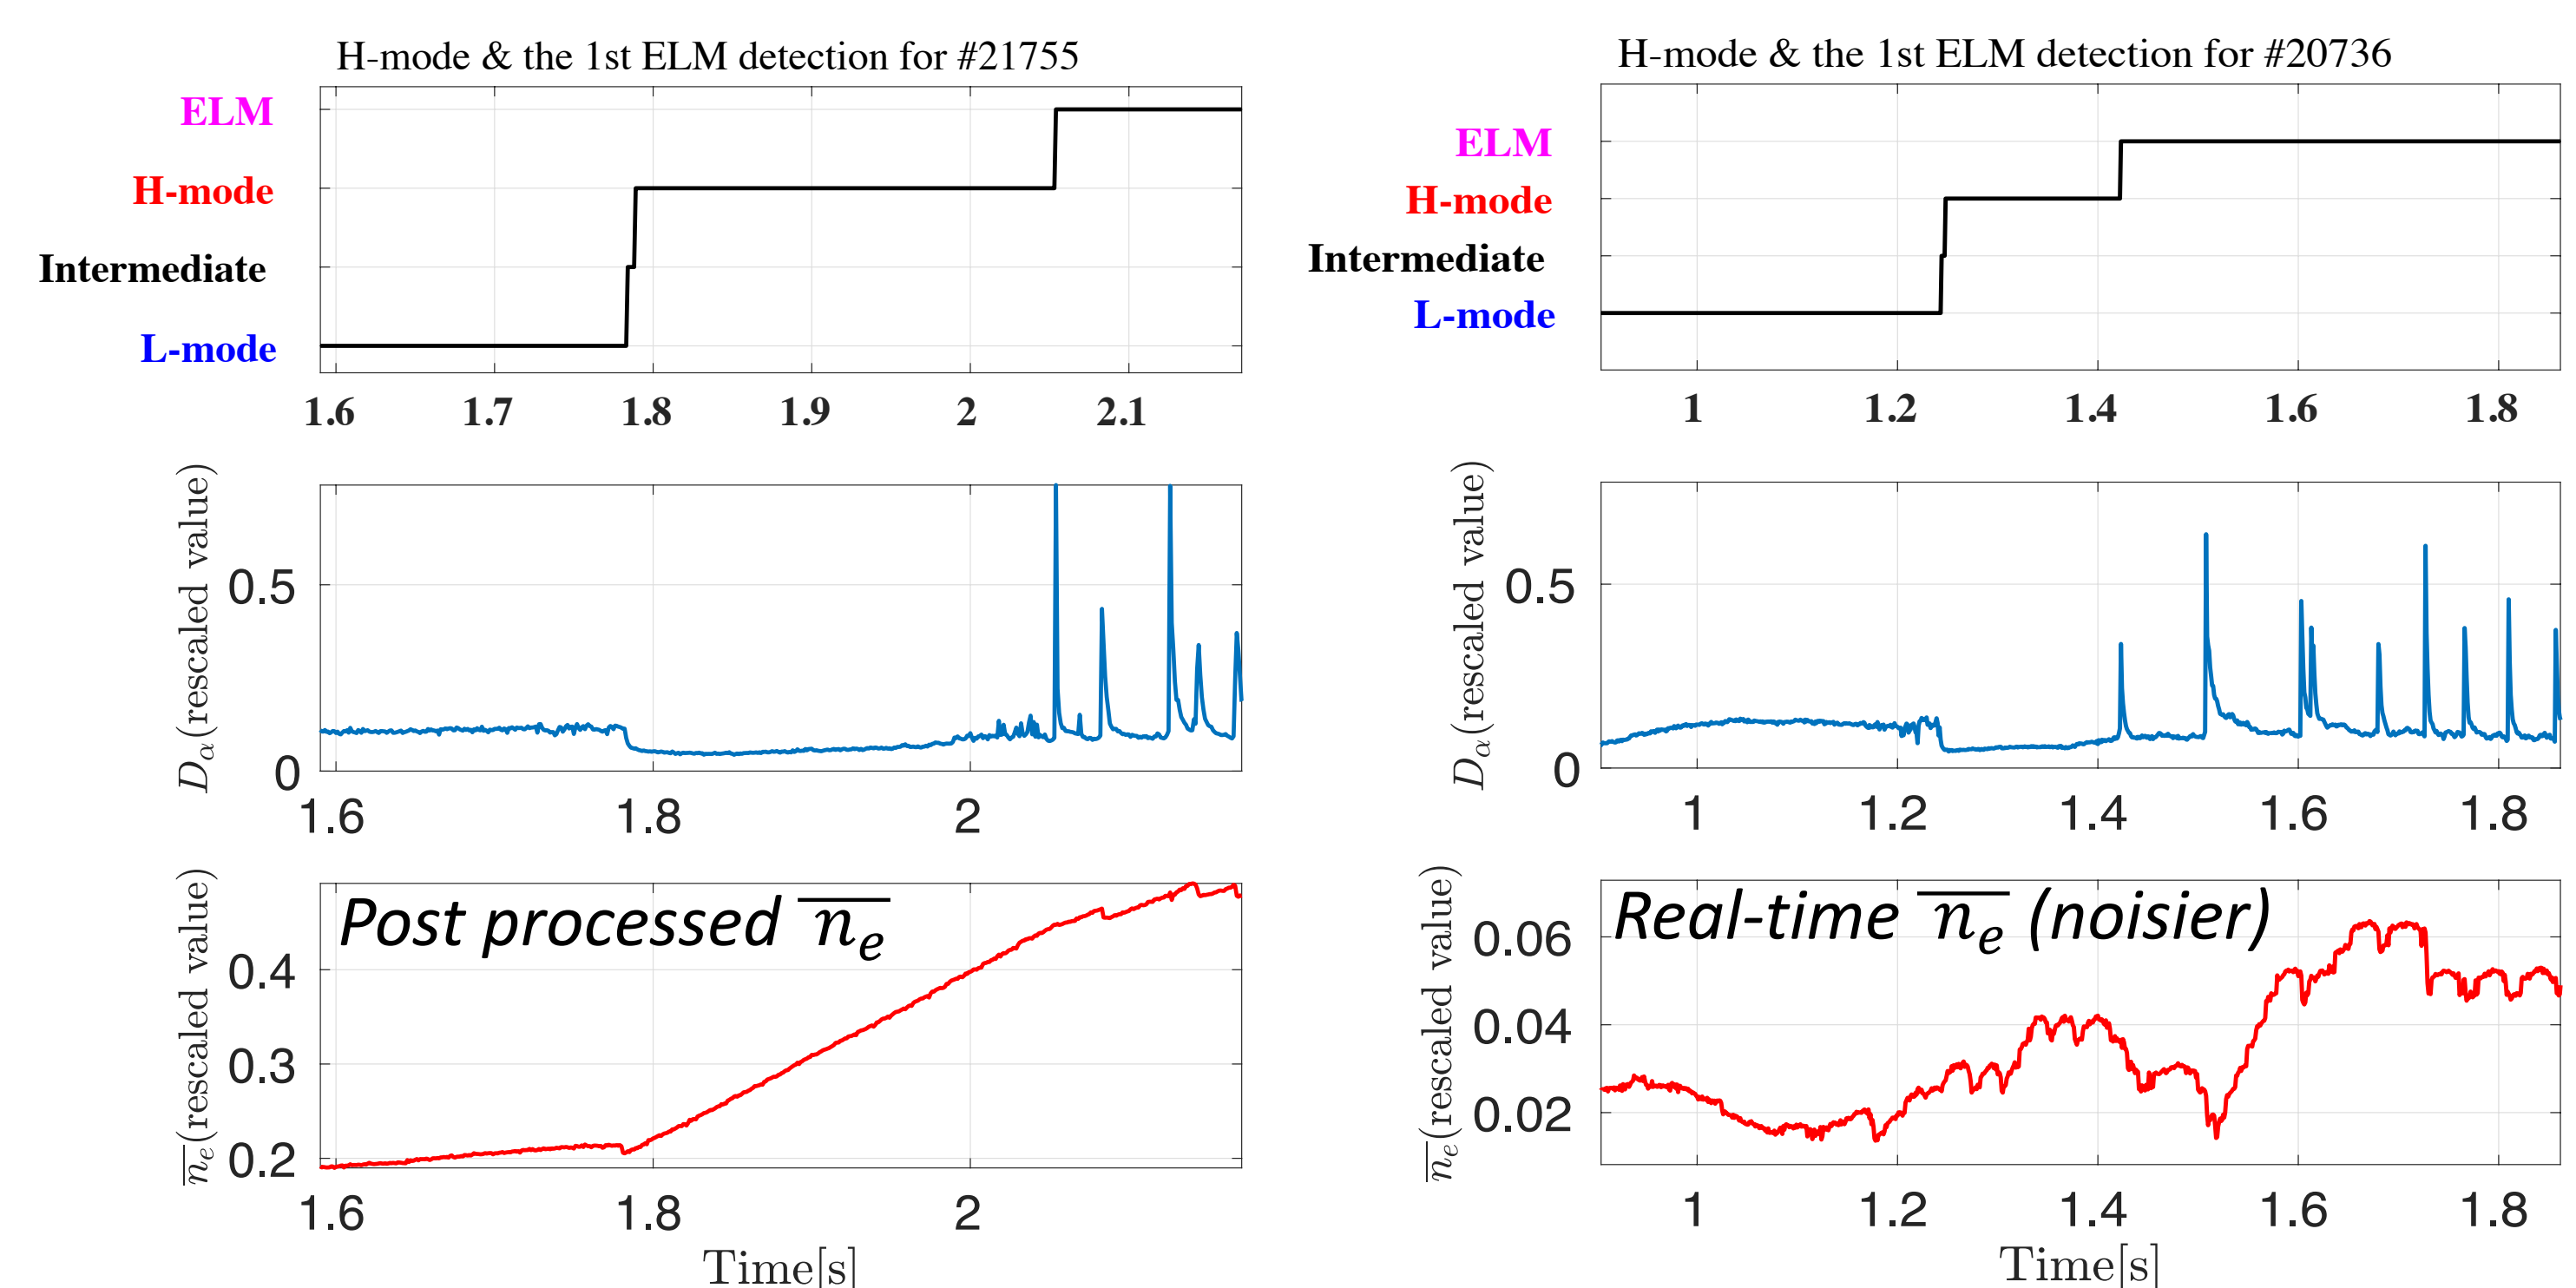 H-mode & the 1st ELM detection for #21755
ELM
H-mode
Intermediate
L-mode
1.6 1.7 1.8 1.9 2 2.1
D_α(rescaled value)
0.5
0
1.6 1.8 2
Post processed n̅_e
n̅_e(rescaled value)
0.4
0.3
0.2
1.6 1.8 2
Time[s]
H-mode & the 1st ELM detection for #20736
ELM
H-mode
Intermediate
L-mode
1 1.2 1.4 1.6 1.8
D_α(rescaled value)
0.5
0
1 1.2 1.4 1.6 1.8
Real-time n̅_e (noisier)
n̅_e(rescaled value)
0.06
0.04
0.02
1 1.2 1.4 1.6 1.8
Time[s]